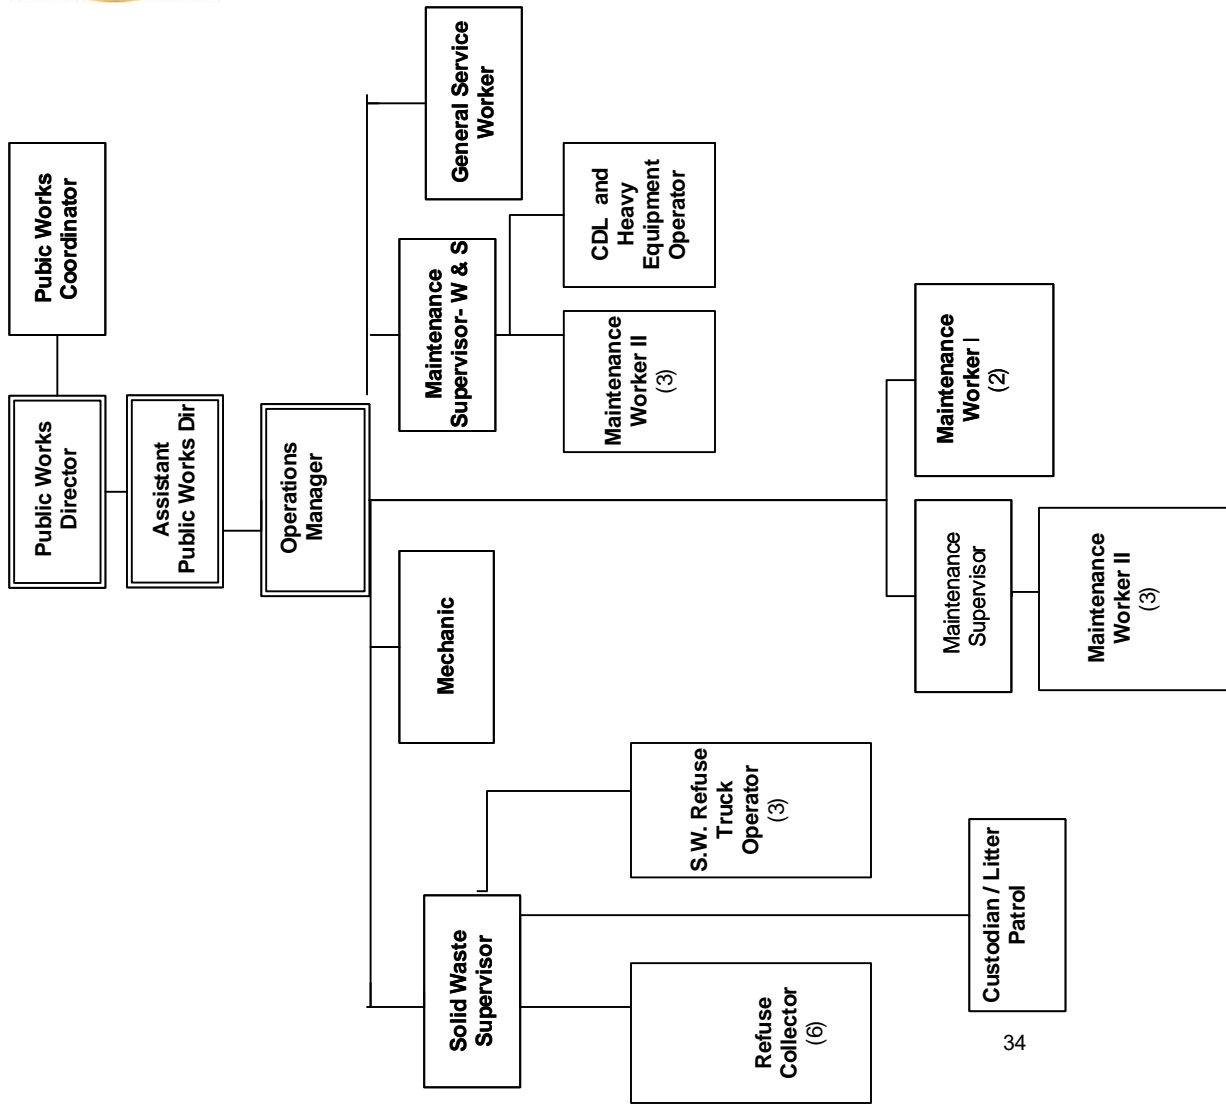 Pubic Works
Coordinator
Public Works
Director
Assistant
Public Works Dir
Operations
Manager
General Service
Worker
Maintenance
Supervisor- W & S
CDL and
Heavy
Equipment
Operator
Maintenance
Worker II
(3)
Mechanic
Solid Waste
Supervisor
S.W. Refuse
Truck
Operator
(3)
Refuse
Collector
(6)
Custodian / Litter
Patrol
Maintenance
Worker I
(2)
Maintenance
Supervisor
Maintenance
Worker II
(3)
34